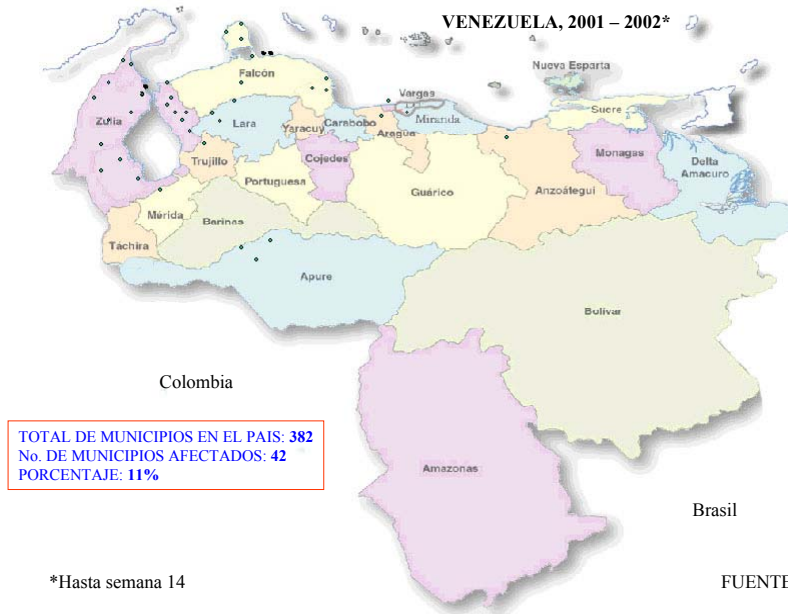 VENEZUELA, 2001 – 2002*
Nueva Esparta
Falcón
Vargas
Sucre
Zulia
Lara
Yaracuy
Carabobo
Aragua
Miranda
Trujillo
Cojedes
Monagas
Delta
Amacuro
Portuguesa
Guárico
Anzoátegui
Mérida
Barinas
Táchira
Apure
Bolívar
Colombia
TOTAL DE MUNICIPIOS EN EL PAIS: 382
No. DE MUNICIPIOS AFECTADOS: 42
PORCENTAJE: 11%
Amazonas
Brasil
*Hasta semana 14
FUENTE